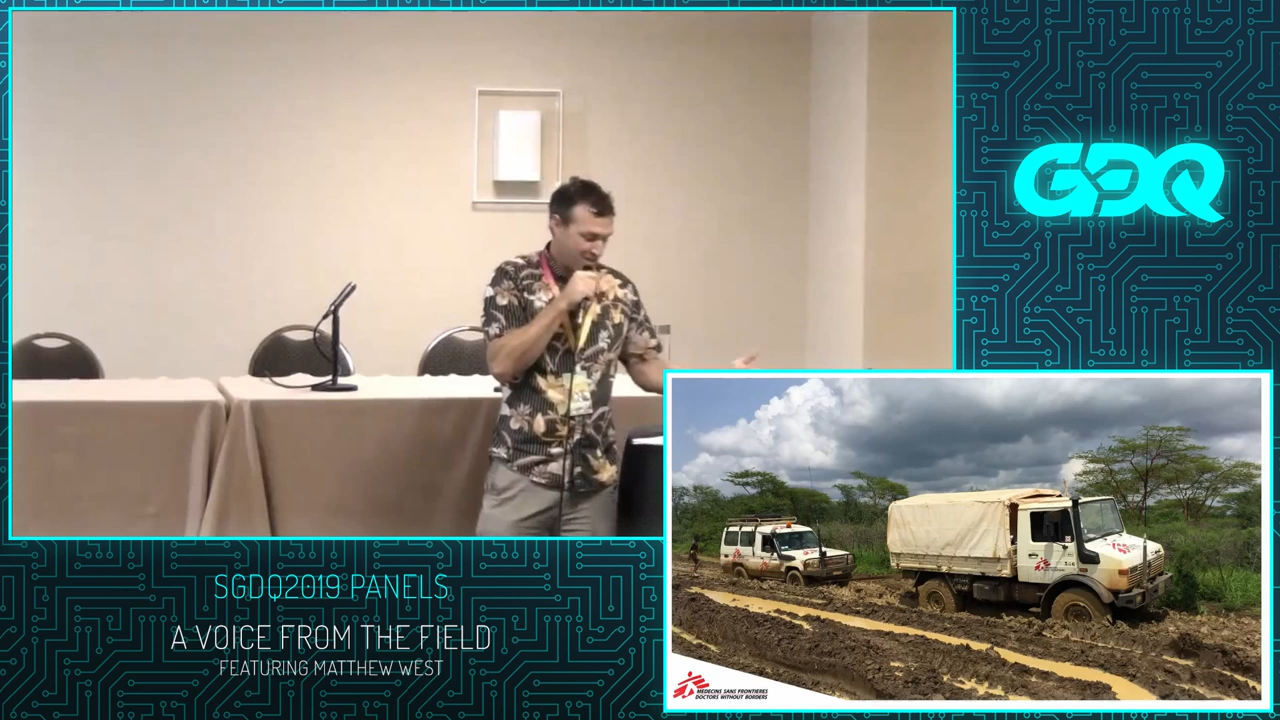 GDQ
SGDQ2019 PANELS
A VOICE FROM THE FIELD
FEATURING MATTHEW WEST
MEDECINS SANS FRONTIERES
DOCTORS WITHOUT BORDERS